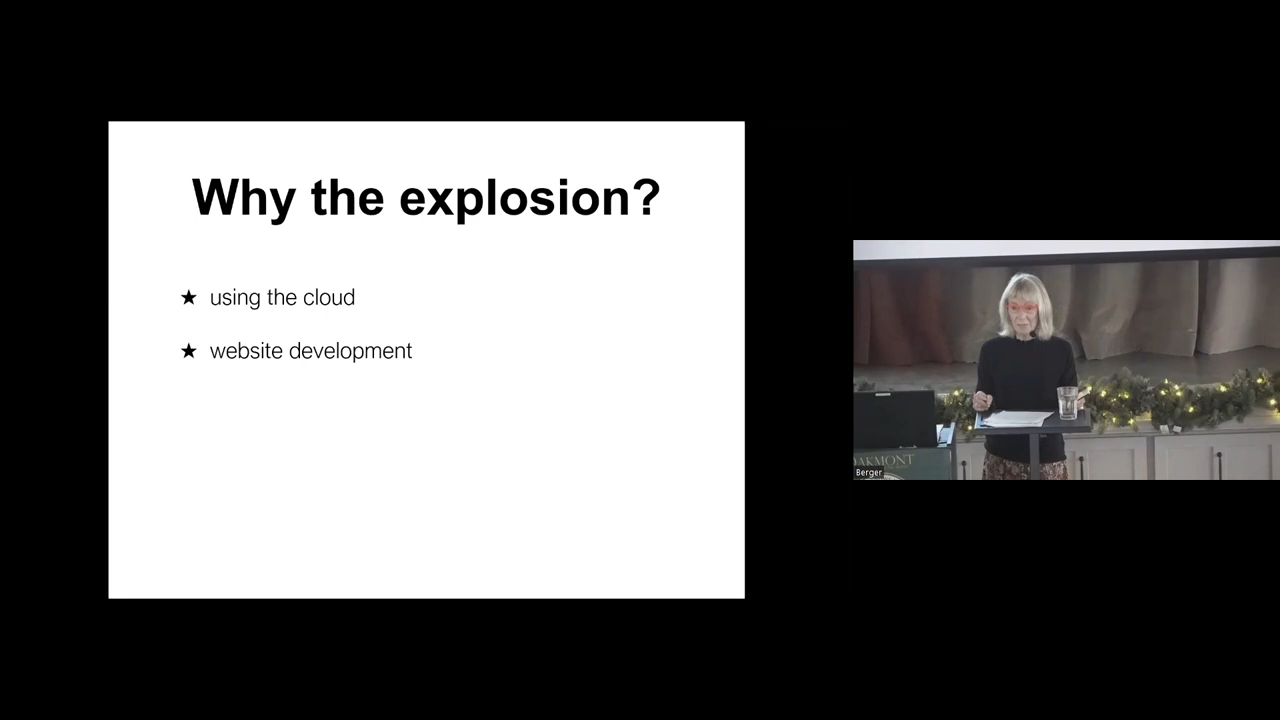 Why the explosion?
★ using the cloud
★ website development
OAKMONT
Berger